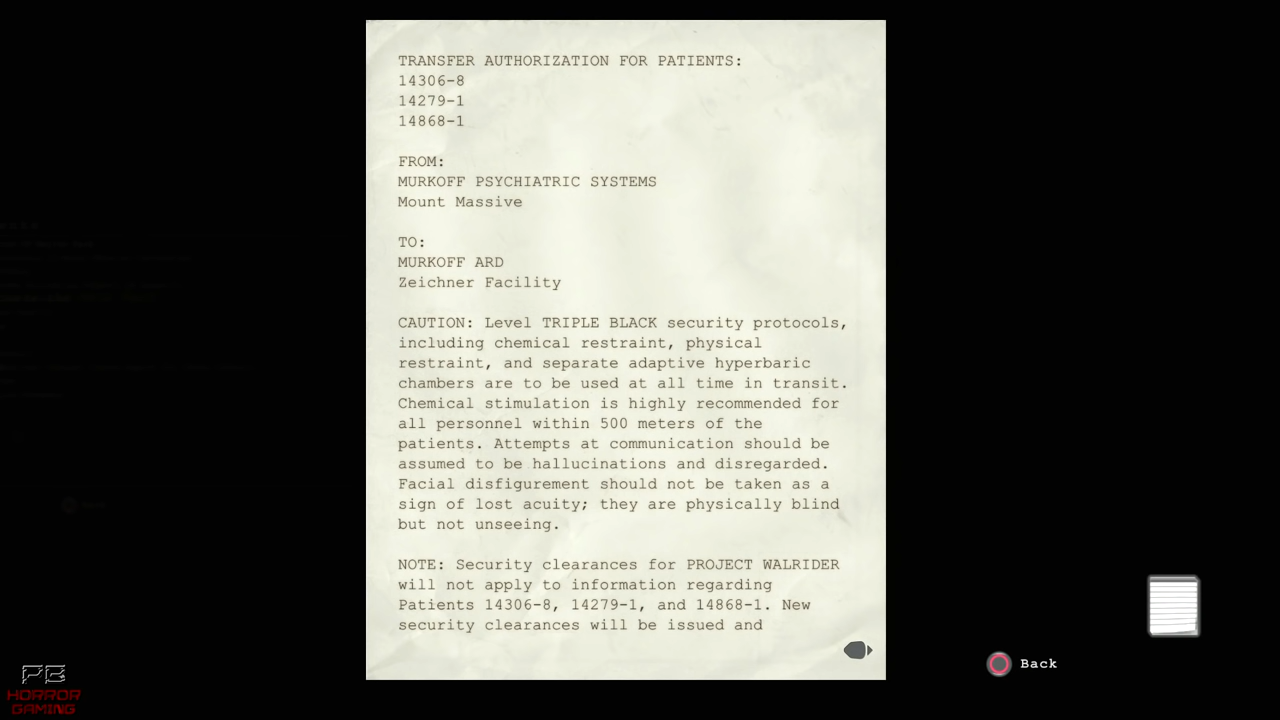 TRANSFER AUTHORIZATION FOR PATIENTS:
14306-8
14279-1
14868-1
FROM:
MURKOFF PSYCHIATRIC SYSTEMS
Mount Massive
TO:
MURKOFF ARD
Zeichner Facility
CAUTION: Level TRIPLE BLACK security protocols,
including chemical restraint, physical
restraint, and separate adaptive hyperbaric
chambers are to be used at all time in transit.
Chemical stimulation is highly recommended for
all personnel within 500 meters of the
patients. Attempts at communication should be
assumed to be hallucinations and disregarded.
Facial disfigurement should not be taken as a
sign of lost acuity; they are physically blind
but not unseeing.
NOTE: Security clearances for PROJECT WALRIDER
will not apply to information regarding
Patients 14306-8, 14279-1, and 14868-1. New
security clearances will be issued and
Back
HORROR
GAMING